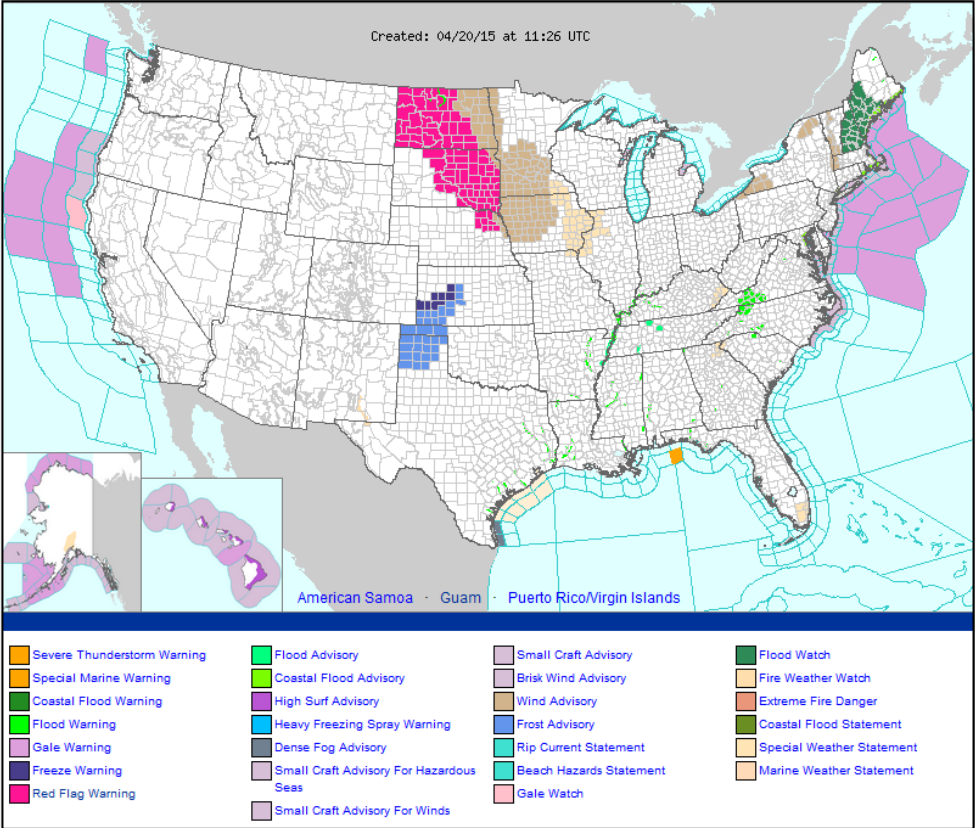 Created: 04/20/15 at 11:26 UTC
American Samoa · Guam · Puerto Rico/Virgin Islands
Severe Thunderstorm Warning
Special Marine Warning
Coastal Flood Warning
Flood Warning
Gale Warning
Freeze Warning
Red Flag Warning
Flood Advisory
Coastal Flood Advisory
High Surf Advisory
Heavy Freezing Spray Warning
Dense Fog Advisory
Small Craft Advisory For Hazardous
Seas
Small Craft Advisory For Winds
Small Craft Advisory
Brisk Wind Advisory
Wind Advisory
Frost Advisory
Rip Current Statement
Beach Hazards Statement
Gale Watch
Flood Watch
Fire Weather Watch
Extreme Fire Danger
Coastal Flood Statement
Special Weather Statement
Marine Weather Statement